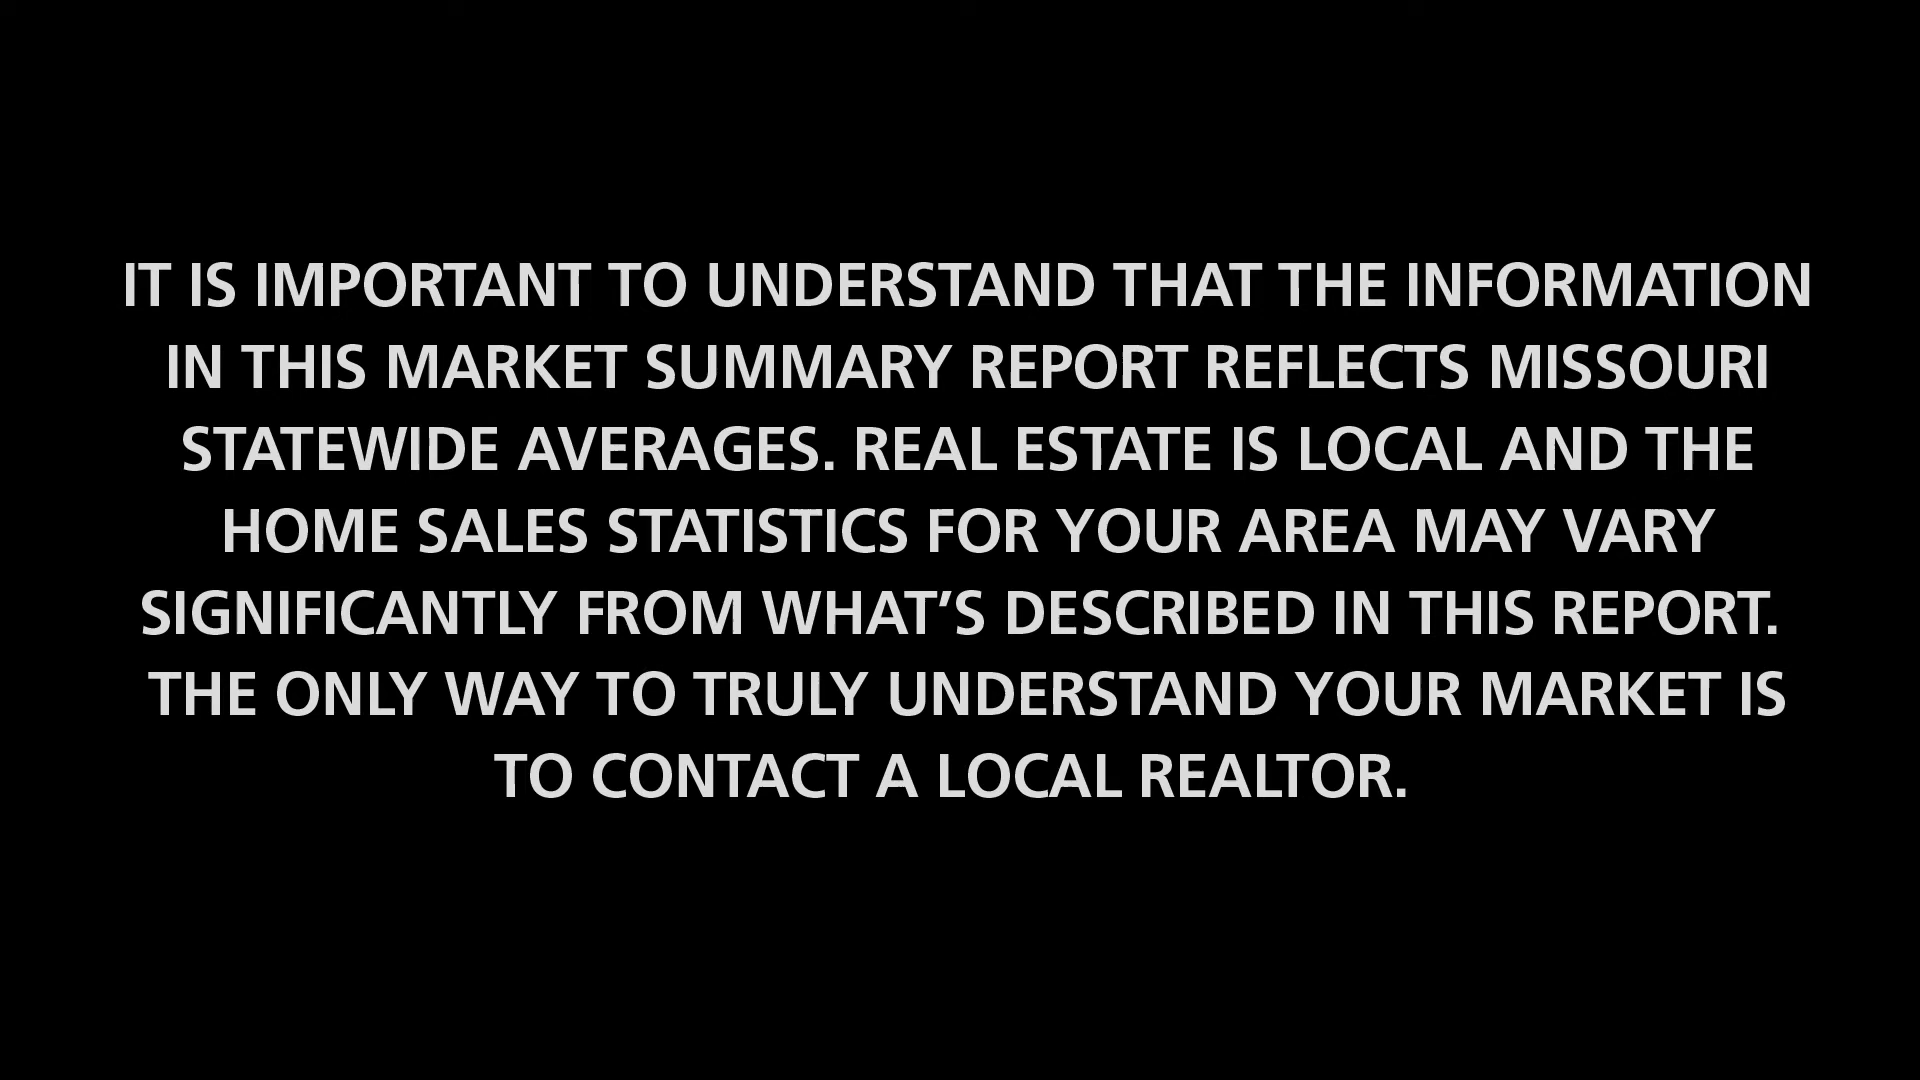 IT IS IMPORTANT TO UNDERSTAND THAT THE INFORMATION
IN THIS MARKET SUMMARY REPORT REFLECTS MISSOURI
STATEWIDE AVERAGES. REAL ESTATE IS LOCAL AND THE
HOME SALES STATISTICS FOR YOUR AREA MAY VARY
SIGNIFICANTLY FROM WHAT’S DESCRIBED IN THIS REPORT.
THE ONLY WAY TO TRULY UNDERSTAND YOUR MARKET IS
TO CONTACT A LOCAL REALTOR.